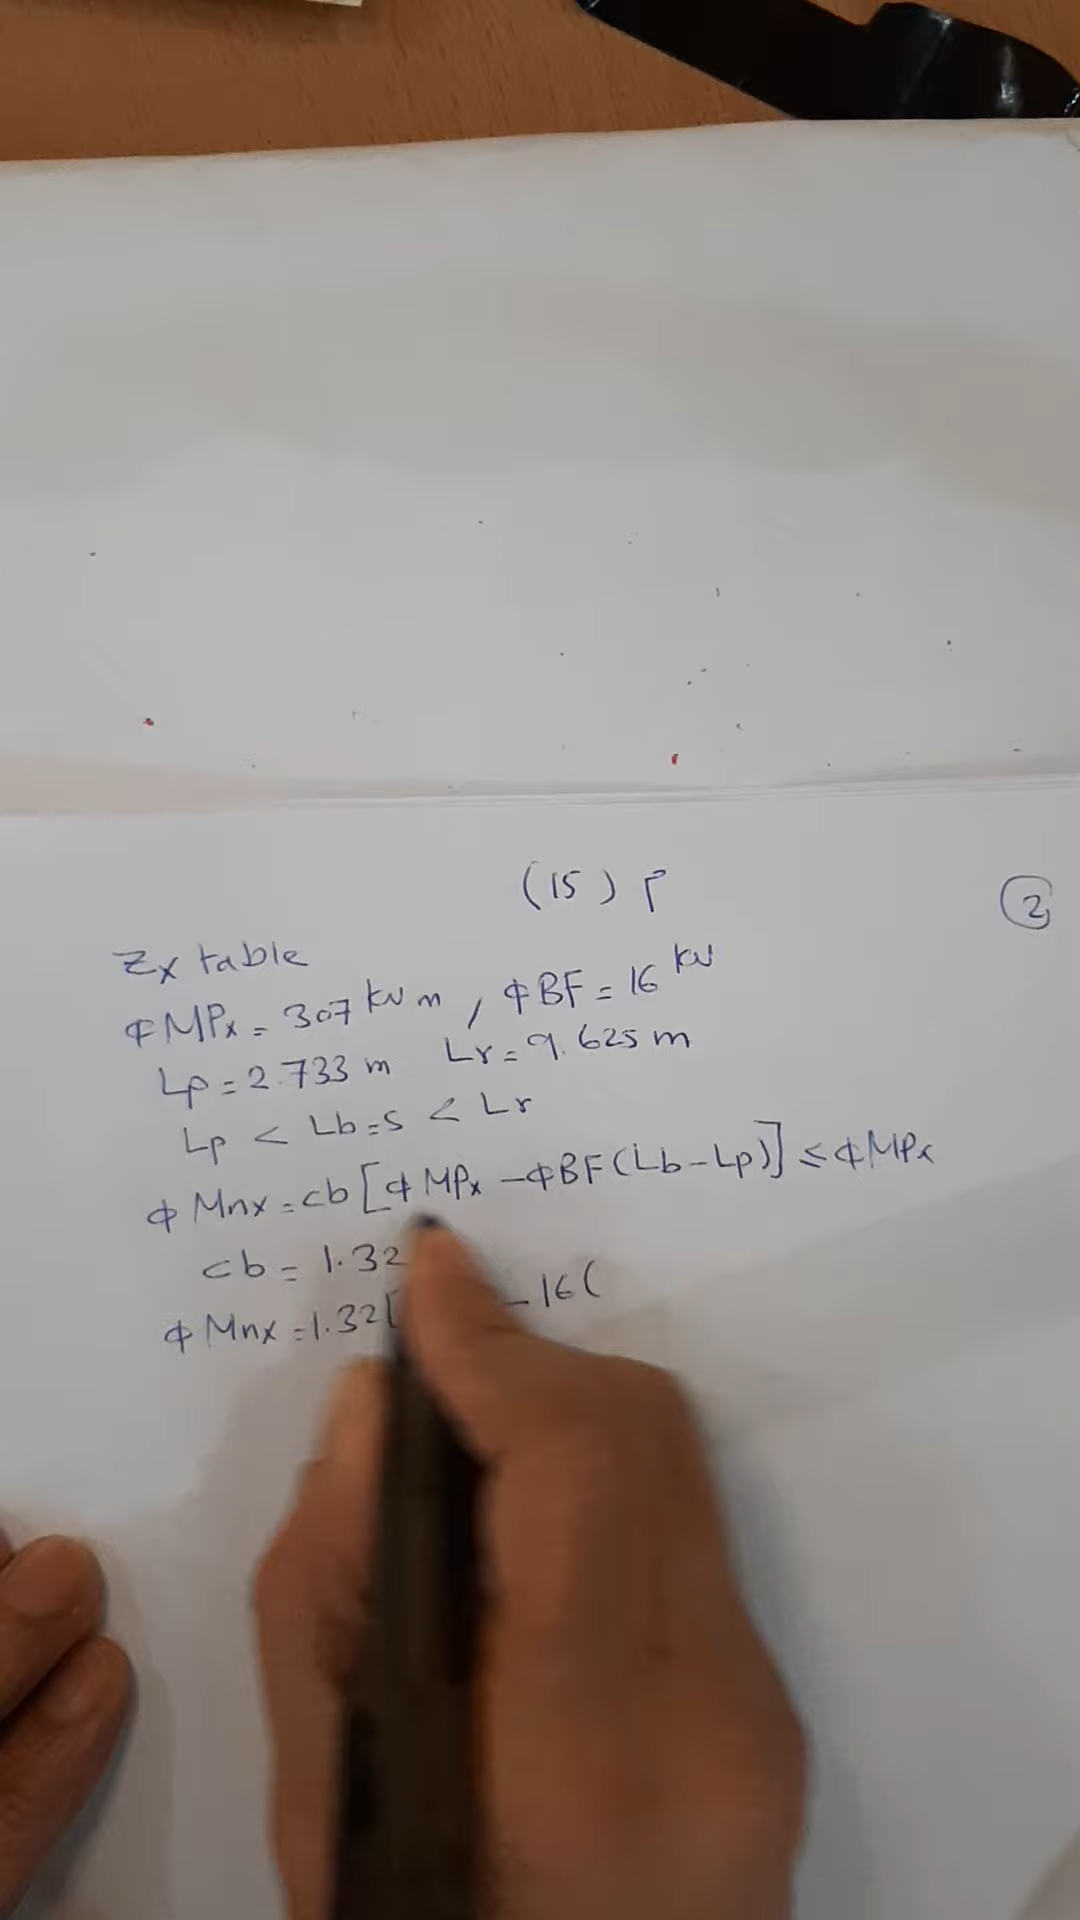 (15) م
2
Zx table
ϕMPx = 307 kN m , ϕBF = 16 kN
Lp = 2.733 m Lr = 9.625 m
Lp < Lb=5 < Lr
ϕMnx = cb [ϕMPx - ϕBF(Lb-Lp)] ≤ ϕMPx
cb = 1.32
ϕMnx = 1.32[ - 16(